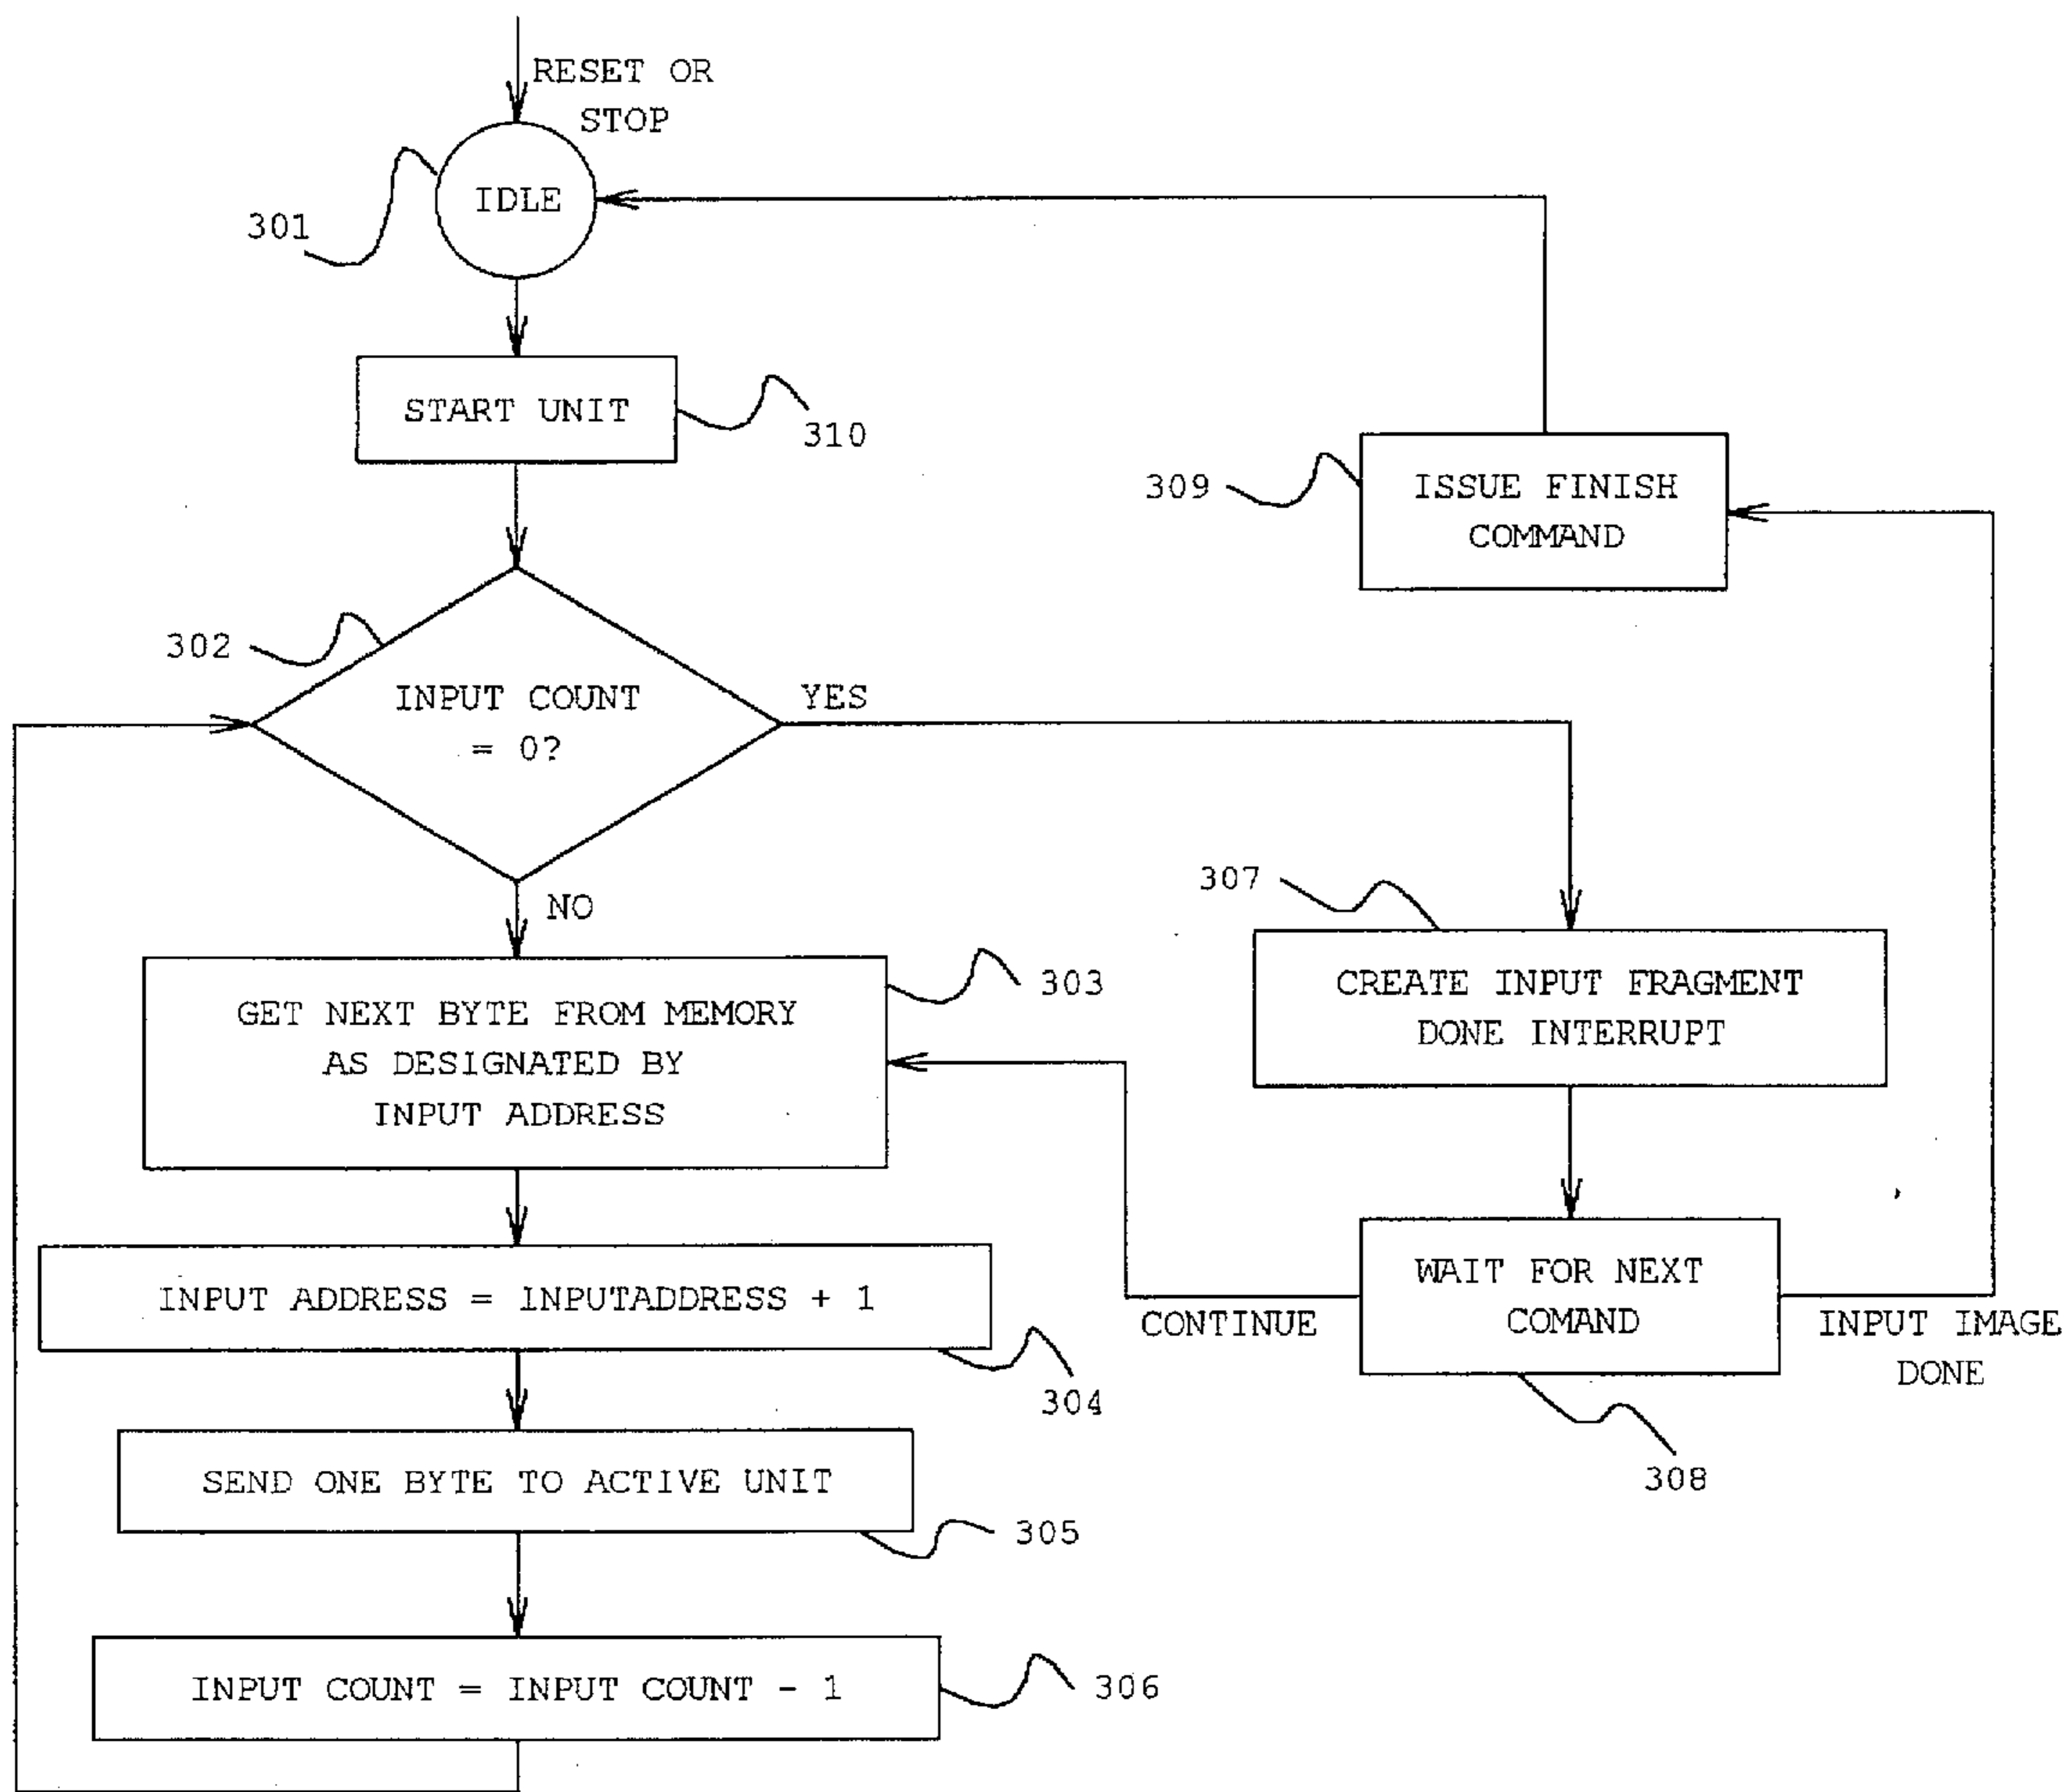 RESET OR
STOP
IDLE
301
START UNIT
310
309
ISSUE FINISH
COMMAND
302
INPUT COUNT
= 0?
YES
NO
307
303
GET NEXT BYTE FROM MEMORY
AS DESIGNATED BY
INPUT ADDRESS
CREATE INPUT FRAGMENT
DONE INTERRUPT
INPUT ADDRESS = INPUTADDRESS + 1
304
WAIT FOR NEXT
COMAND
CONTINUE
INPUT IMAGE
DONE
308
SEND ONE BYTE TO ACTIVE UNIT
305
INPUT COUNT = INPUT COUNT - 1
306